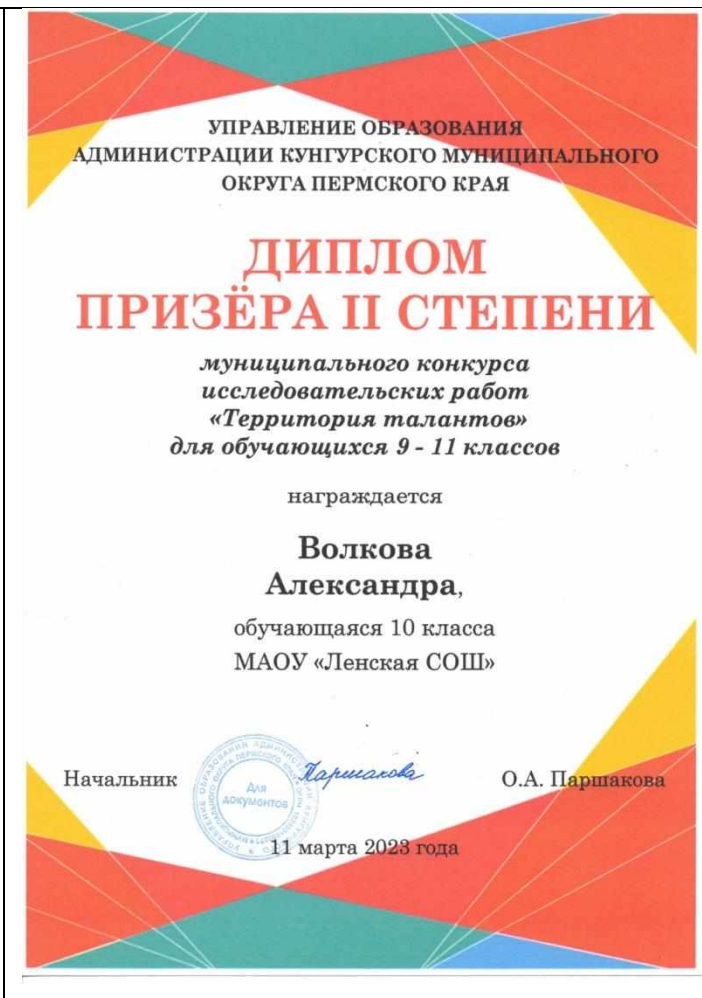 УПРАВЛЕНИЕ ОБРАЗОВАНИЯ
АДМИНИСТРАЦИИ КУНГУРСКОГО МУНИЦИПАЛЬНОГО
ОКРУГА ПЕРМСКОГО КРАЯ
ДИПЛОМ
ПРИЗЁРА II СТЕПЕНИ
муниципального конкурса
исследовательских работ
«Территория талантов»
для обучающихся 9 - 11 классов
награждается
Волкова
Александра,
обучающаяся 10 класса
МАОУ «Ленская СОШ»
Начальник
Паршакова
О.А. Паршакова
Для
документов
11 марта 2023 года